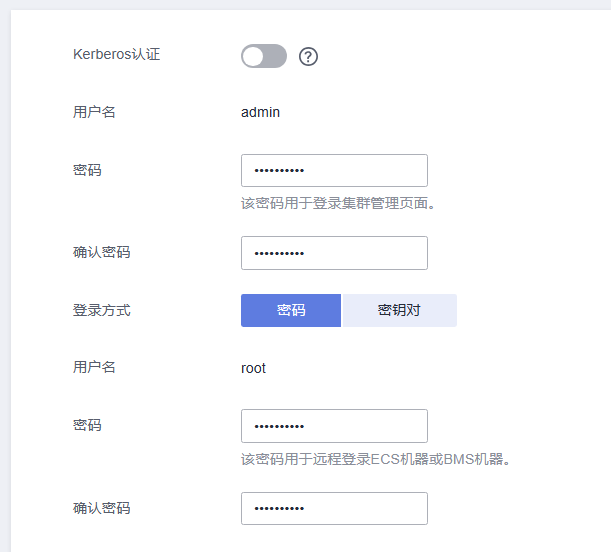 Kerberos认证 ?
用户名 admin
密码 ••••••••••
该密码用于登录集群管理页面。
确认密码 ••••••••••
登录方式 密码 密钥对
用户名 root
密码 ••••••••••
该密码用于远程登录ECS机器或BMS机器。
确认密码 ••••••••••